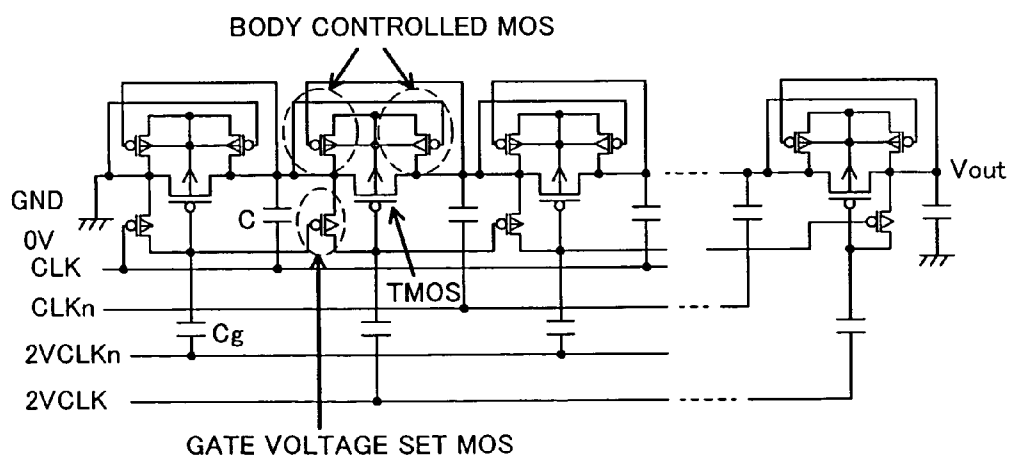 BODY CONTROLLED MOS
GND
Vout
C
0V
CLK
TMOS
CLKn
Cg
2VCLKn
2VCLK
GATE VOLTAGE SET MOS